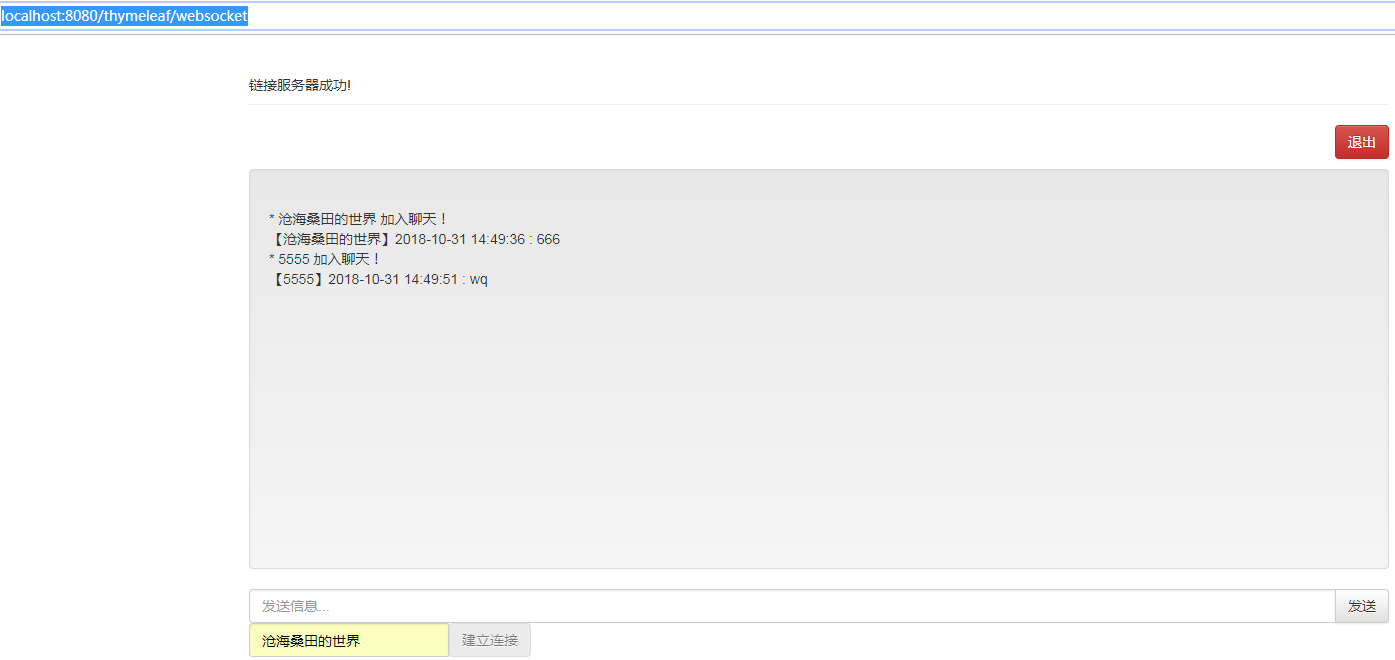 localhost:8080/thymeleaf/websocket
链接服务器成功!
退出
* 沧海桑田的世界 加入聊天！
【沧海桑田的世界】2018-10-31 14:49:36 : 666
* 5555 加入聊天！
【5555】2018-10-31 14:49:51 : wq
发送信息...
发送
沧海桑田的世界
建立连接